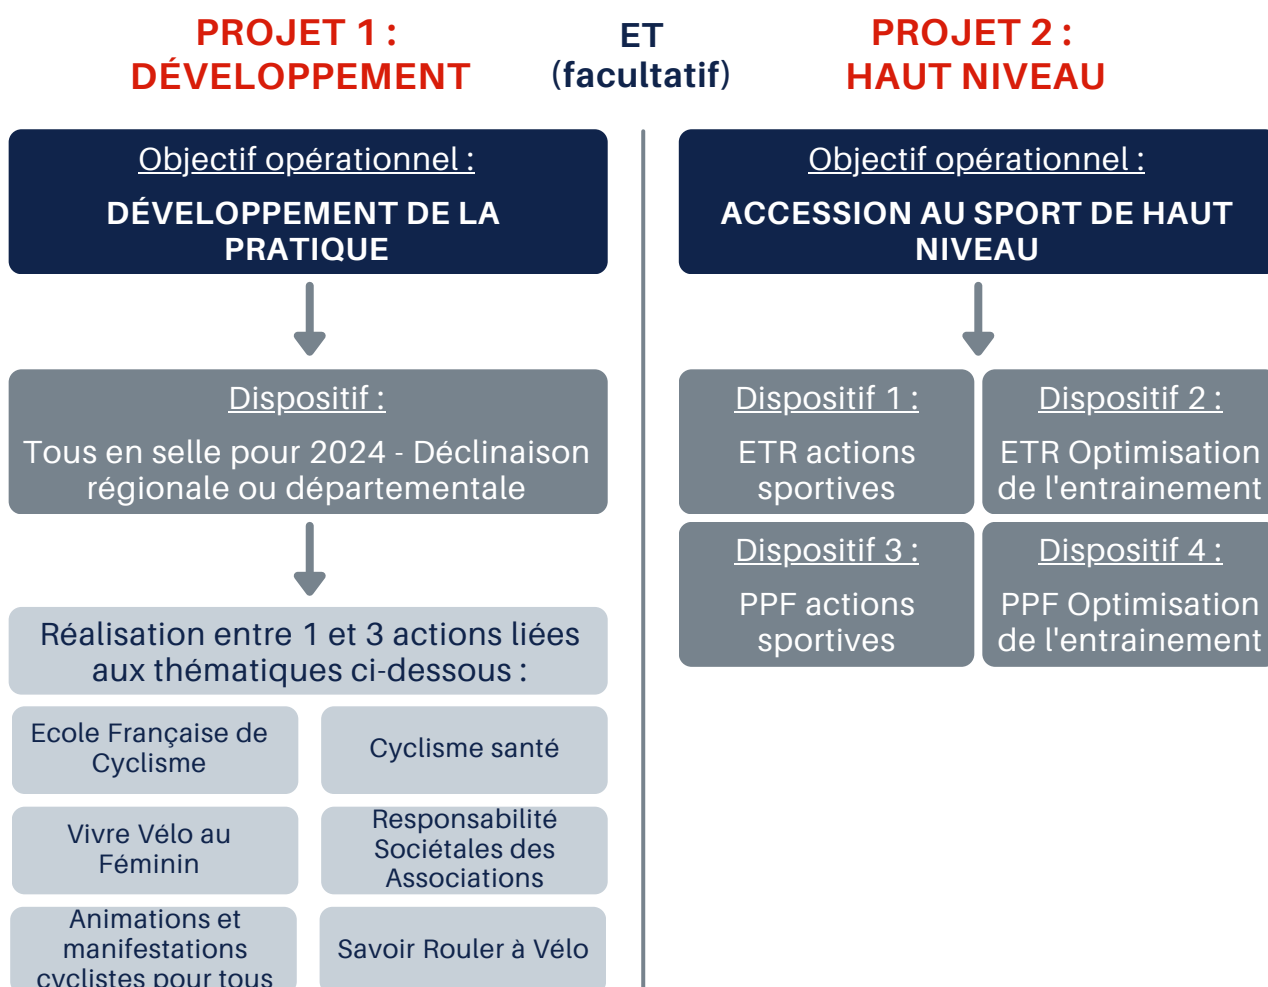 PROJET 1 :
DÉVELOPPEMENT
ET
(facultatif)
PROJET 2 :
HAUT NIVEAU
Objectif opérationnel :
DÉVELOPPEMENT DE LA
PRATIQUE
Dispositif :
Tous en selle pour 2024 - Déclinaison
régionale ou départementale
Réalisation entre 1 et 3 actions liées
aux thématiques ci-dessous :
Ecole Française de
Cyclisme
Cyclisme santé
Vivre Vélo au
Féminin
Responsabilité
Sociétales des
Associations
Animations et
manifestations
cyclistes pour tous
Savoir Rouler à Vélo
Objectif opérationnel :
ACCESSION AU SPORT DE HAUT
NIVEAU
Dispositif 1 :
ETR actions
sportives
Dispositif 2 :
ETR Optimisation
de l'entrainement
Dispositif 3 :
PPF actions
sportives
Dispositif 4 :
PPF Optimisation
de l'entrainement